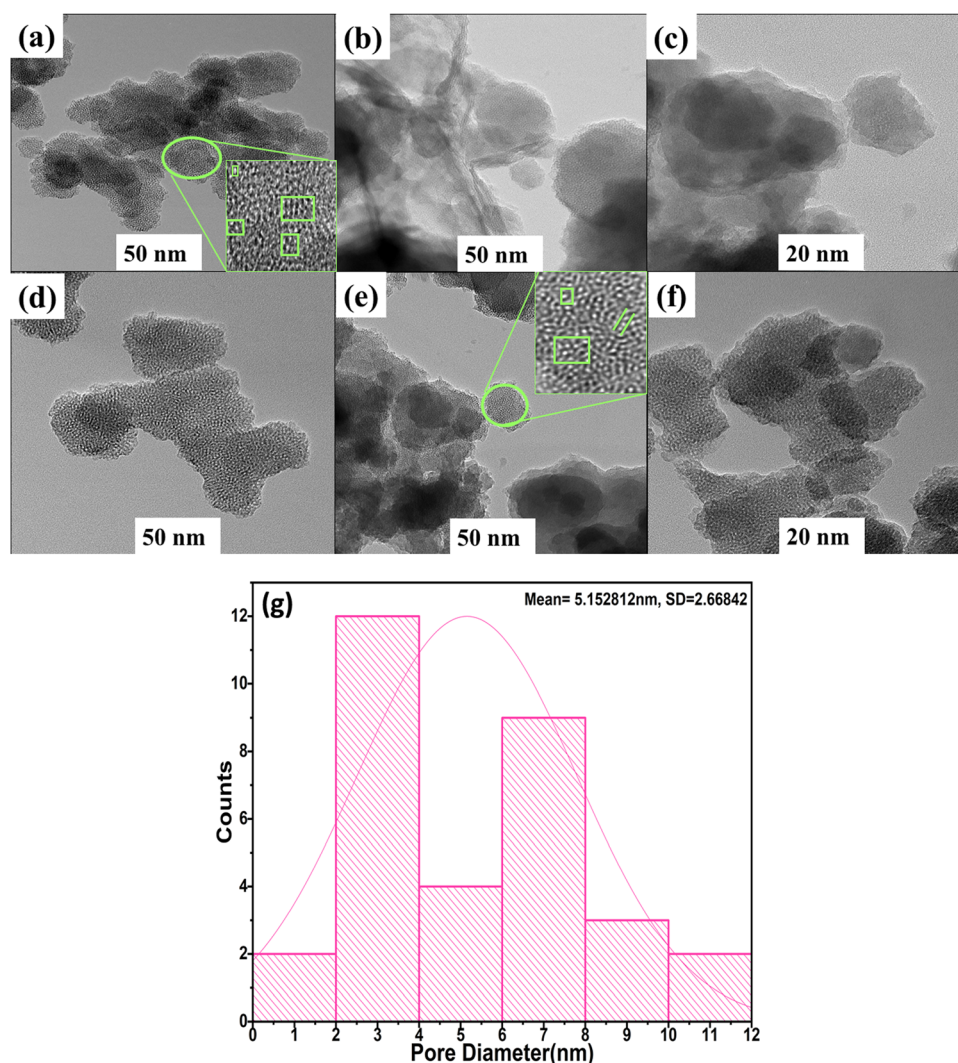 (a)
(b)
(c)
50 nm
50 nm
20 nm
(d)
(e)
(f)
50 nm
50 nm
20 nm
(g)
Mean= 5.152812nm, SD=2.66842
Counts
12
10
8
6
4
2
0
0 1 2 3 4 5 6 7 8 9 10 11 12
Pore Diameter(nm)